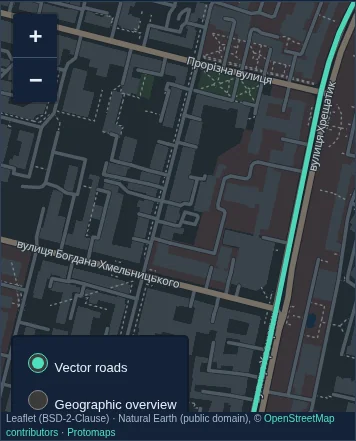 +
Прорізна вулиця
вулиця Хрещатик
−
вулиця Богдана Хмельницького
Vector roads
Geographic overview
Leaflet (BSD-2-Clause) · Natural Earth (public domain), © OpenStreetMap
contributors · Protomaps